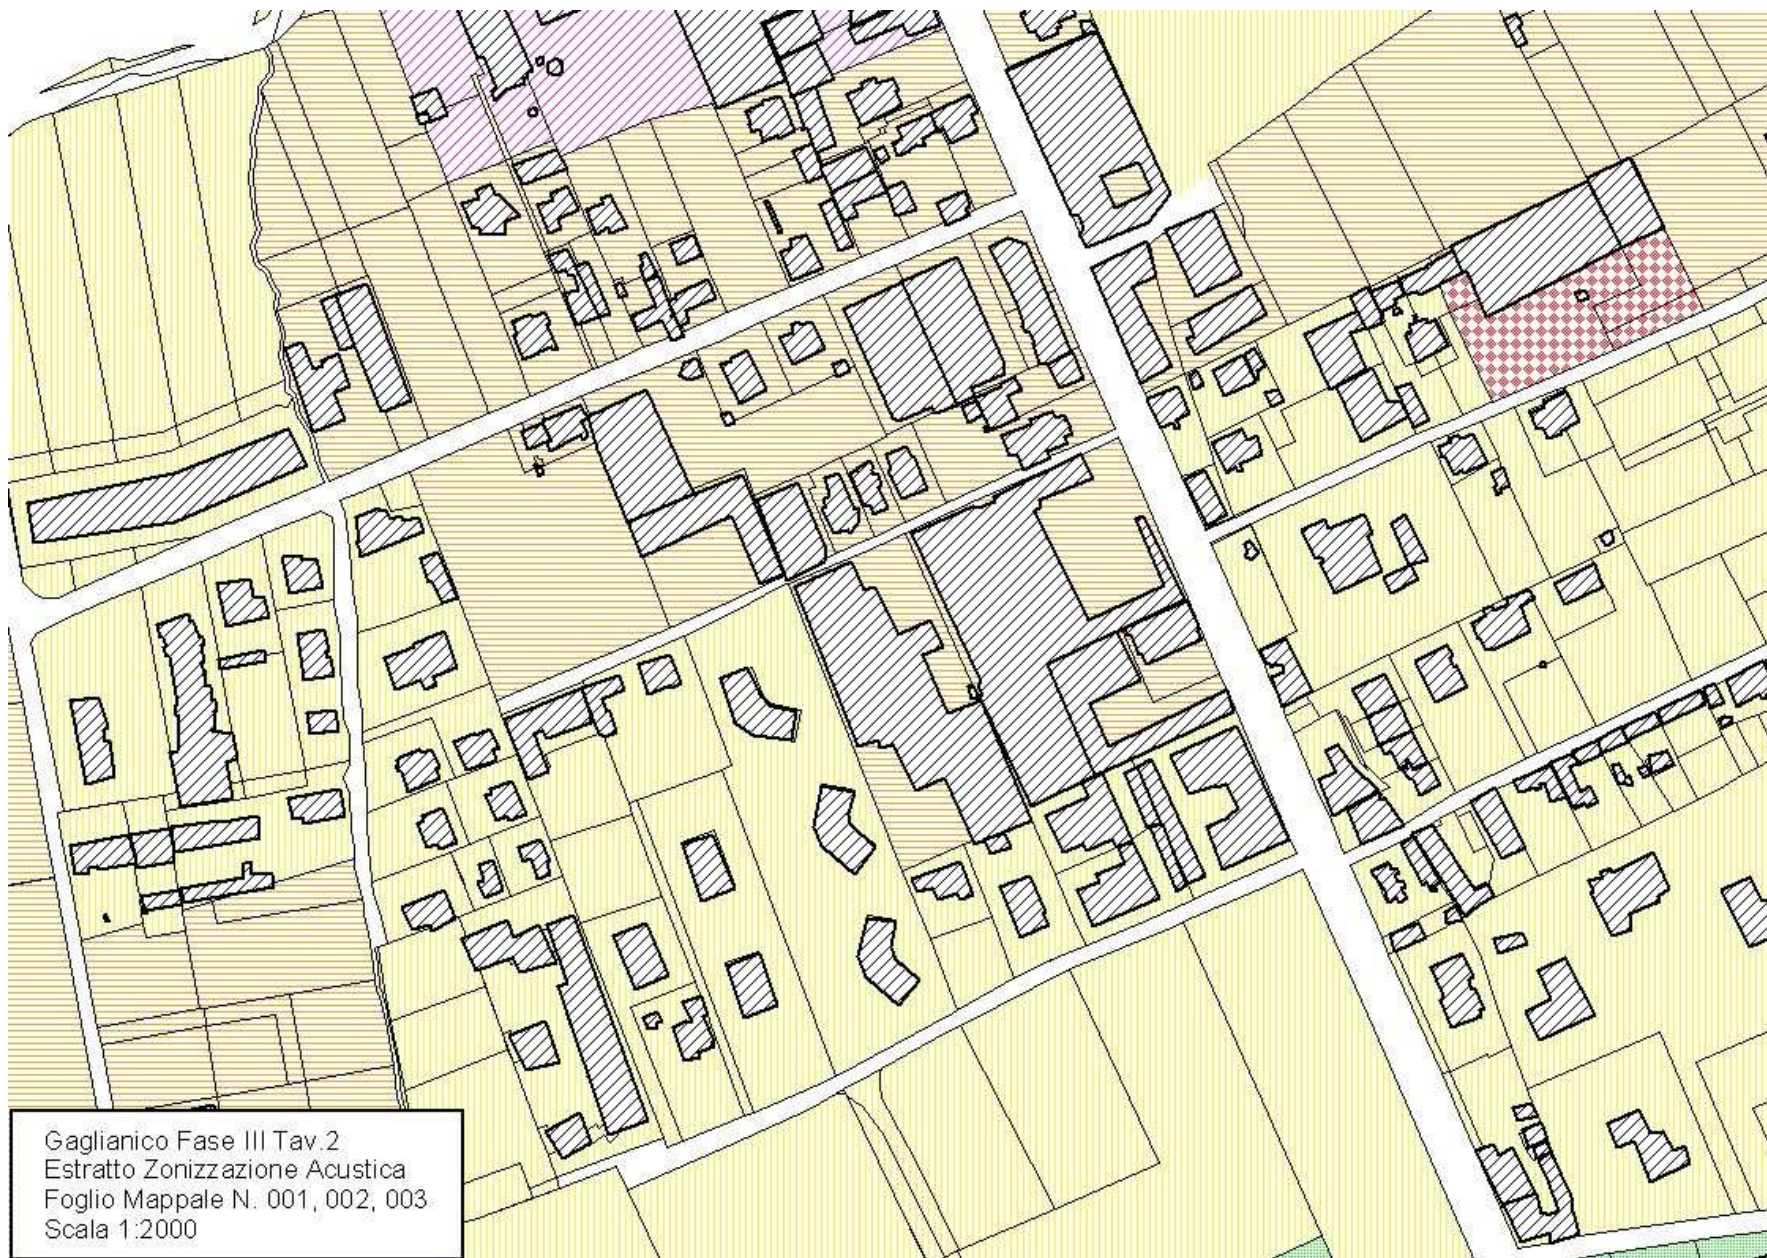 Gaglianico Fase III Tav.2
Estratto Zonizzazione Acustica
Foglio Mappale N. 001, 002, 003
Scala 1:2000